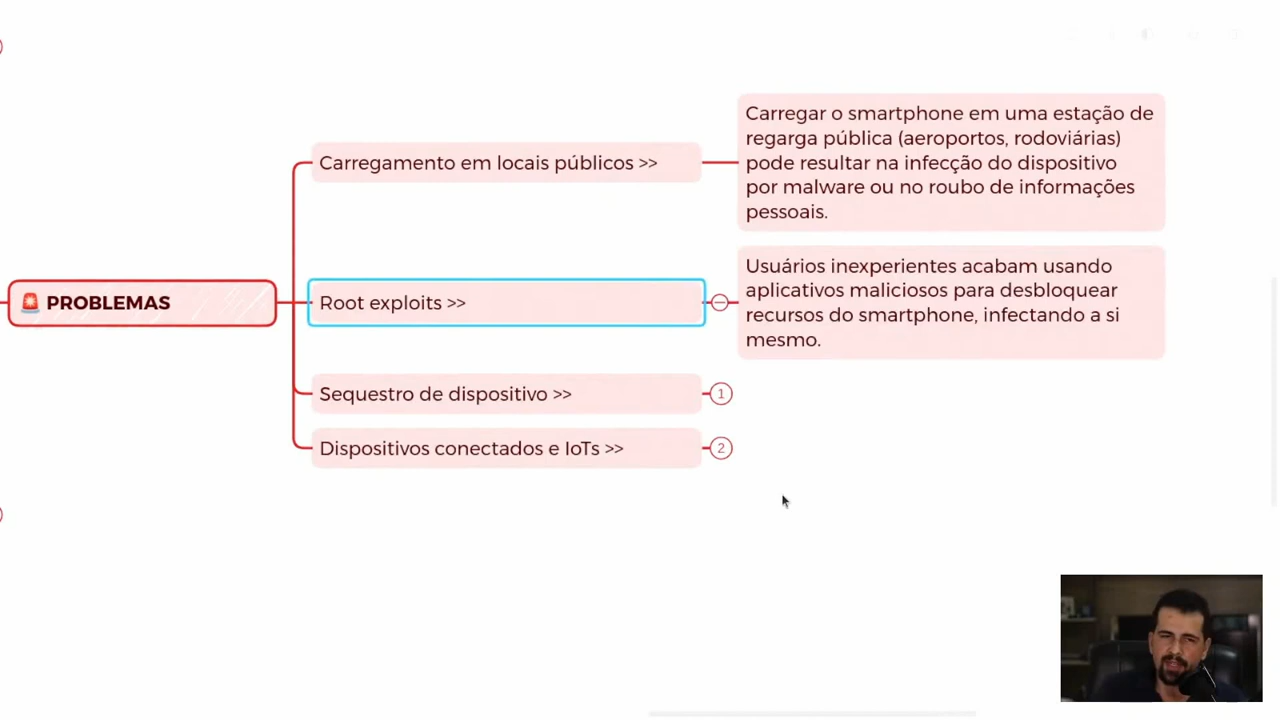 Carregamento em locais públicos >>
Carregar o smartphone em uma estação de
regarga pública (aeroportos, rodoviárias)
pode resultar na infecção do dispositivo
por malware ou no roubo de informações
pessoais.
🚨 PROBLEMAS
Root exploits >>
Usuários inexperientes acabam usando
aplicativos maliciosos para desbloquear
recursos do smartphone, infectando a si
mesmo.
Sequestro de dispositivo >>
1
Dispositivos conectados e IoTs >>
2